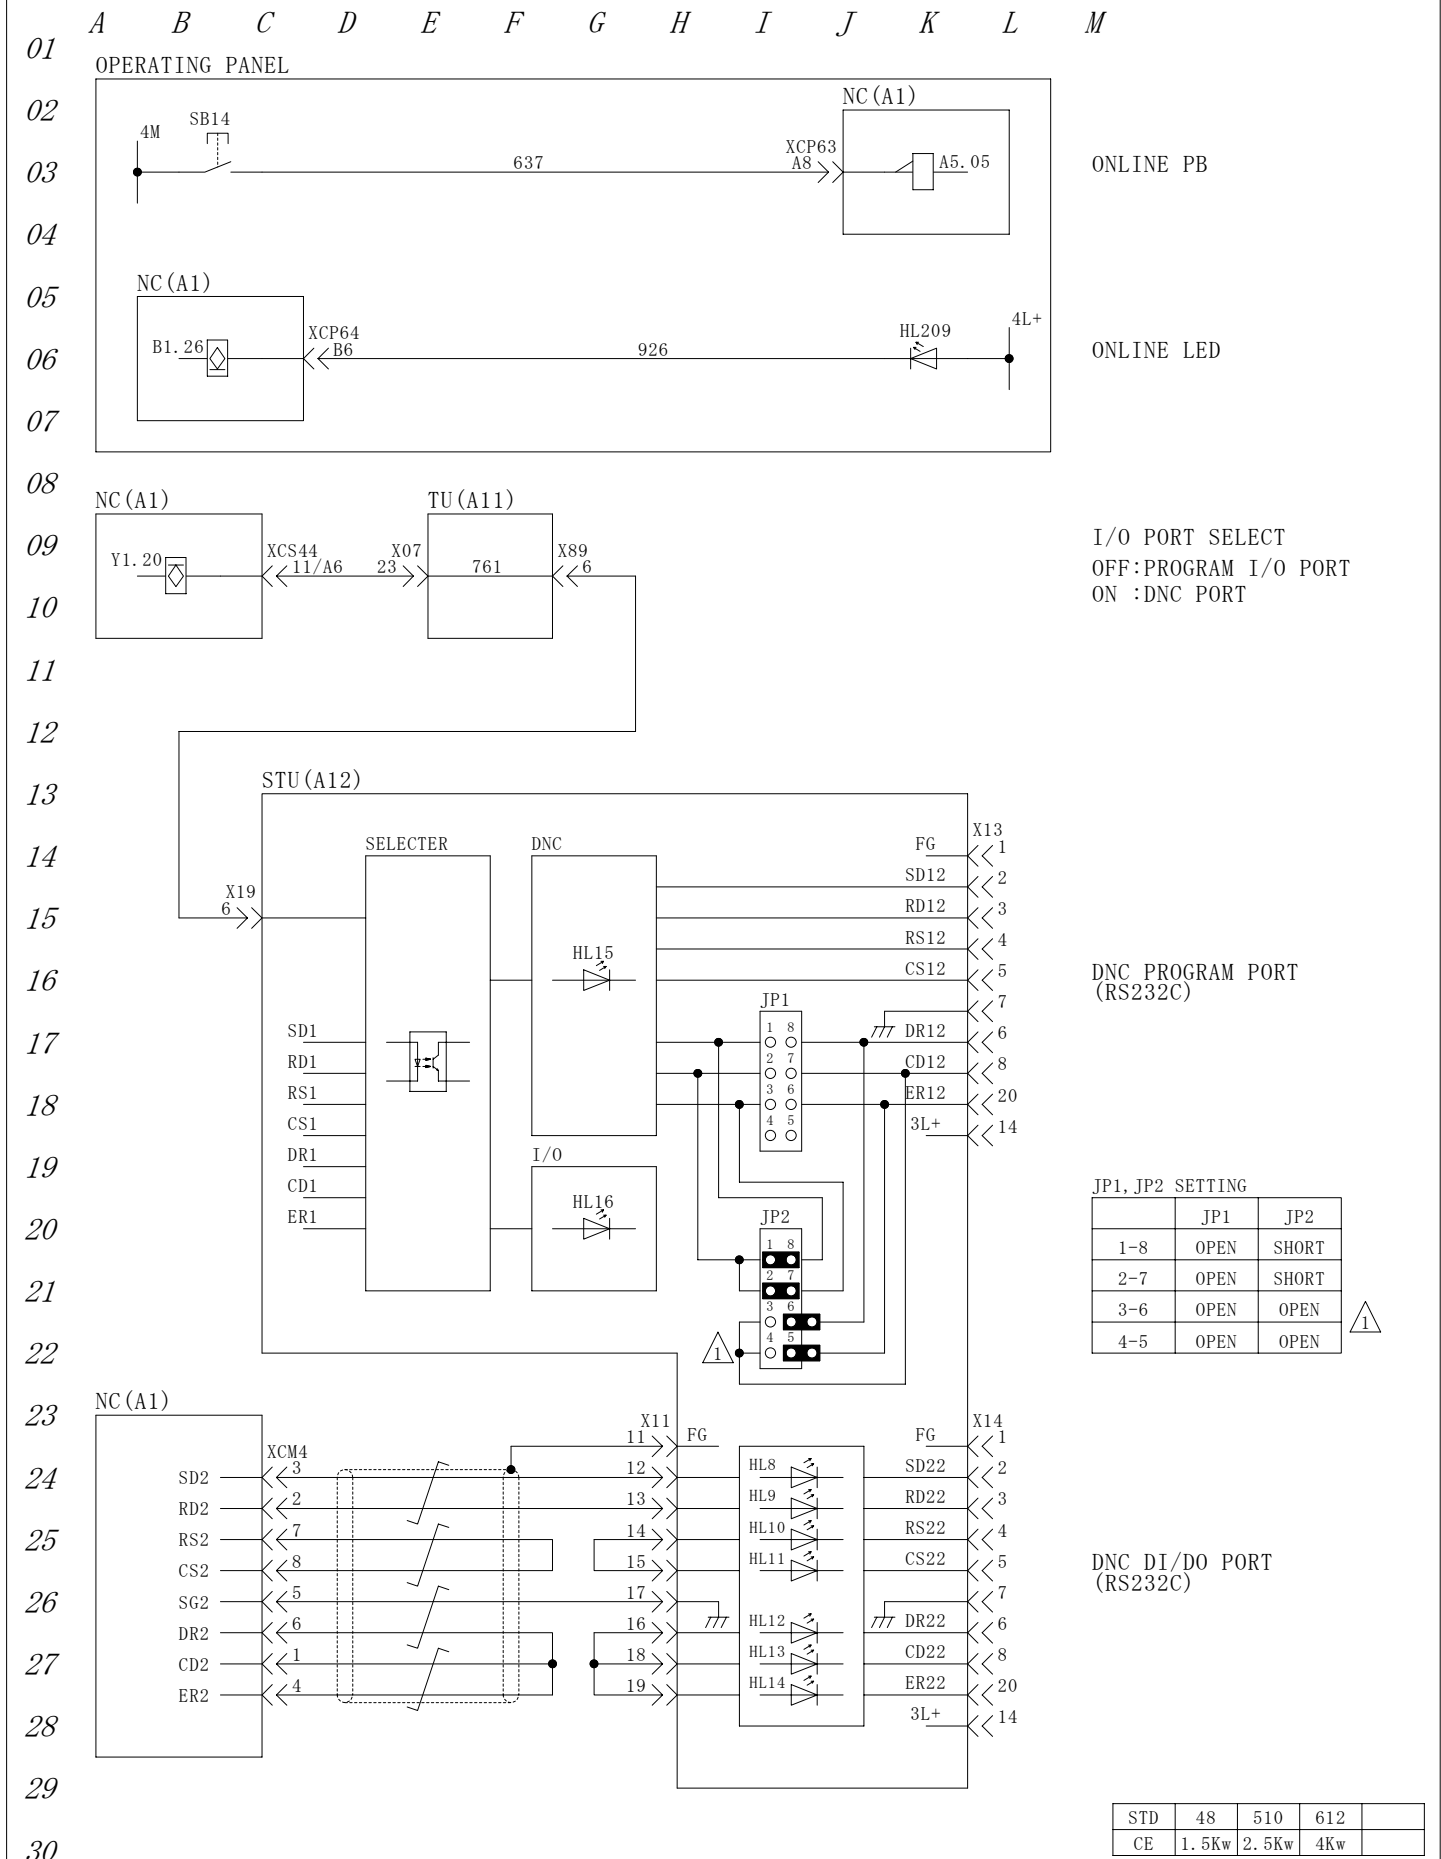 A B C D E F G H I J K L M
01
OPERATING PANEL
02
NC(A1)
SB14
4M
XCP63
03
637
A8
A5.05
ONLINE PB
04
NC(A1)
05
4L+
XCP64
HL209
B1.26
B6
926
06
ONLINE LED
07
08
NC(A1)
TU(A11)
09
I/O PORT SELECT
XCS44
X07
X89
Y1.20
11/A6
23
761
6
OFF:PROGRAM I/O PORT
10
ON :DNC PORT
11
12
STU(A12)
13
X13
SELECTER
DNC
FG
1
14
SD12
2
X19
6
RD12
3
15
RS12
4
HL15
CS12
5
16
DNC PROGRAM PORT
(RS232C)
JP1
7
1 8
SD1
DR12
6
17
2 7
RD1
CD12
8
3 6
RS1
ER12
20
18
4 5
CS1
3L+
14
DR1
I/O
19
CD1
JP1,JP2 SETTING
HL16
ER1
JP2
JP1 JP2
20
1 8
1-8 OPEN SHORT
2 7
2-7 OPEN SHORT
21
3 6
3-6 OPEN OPEN
1
4 5
4-5 OPEN OPEN
22
1
NC(A1)
23
X11
X14
11
FG
FG
1
XCM4
24
SD2
3
12
HL8
SD22
2
RD2
2
13
HL9
RD22
3
25
RS2
7
14
HL10
RS22
4
CS2
8
15
HL11
CS22
5
DNC DI/DO PORT
(RS232C)
26
SG2
5
17
7
DR2
6
16
HL12
DR22
6
27
CD2
1
18
HL13
CD22
8
ER2
4
19
HL14
ER22
20
28
3L+
14
29
STD 48 510 612
30
CE 1.5Kw 2.5Kw 4Kw